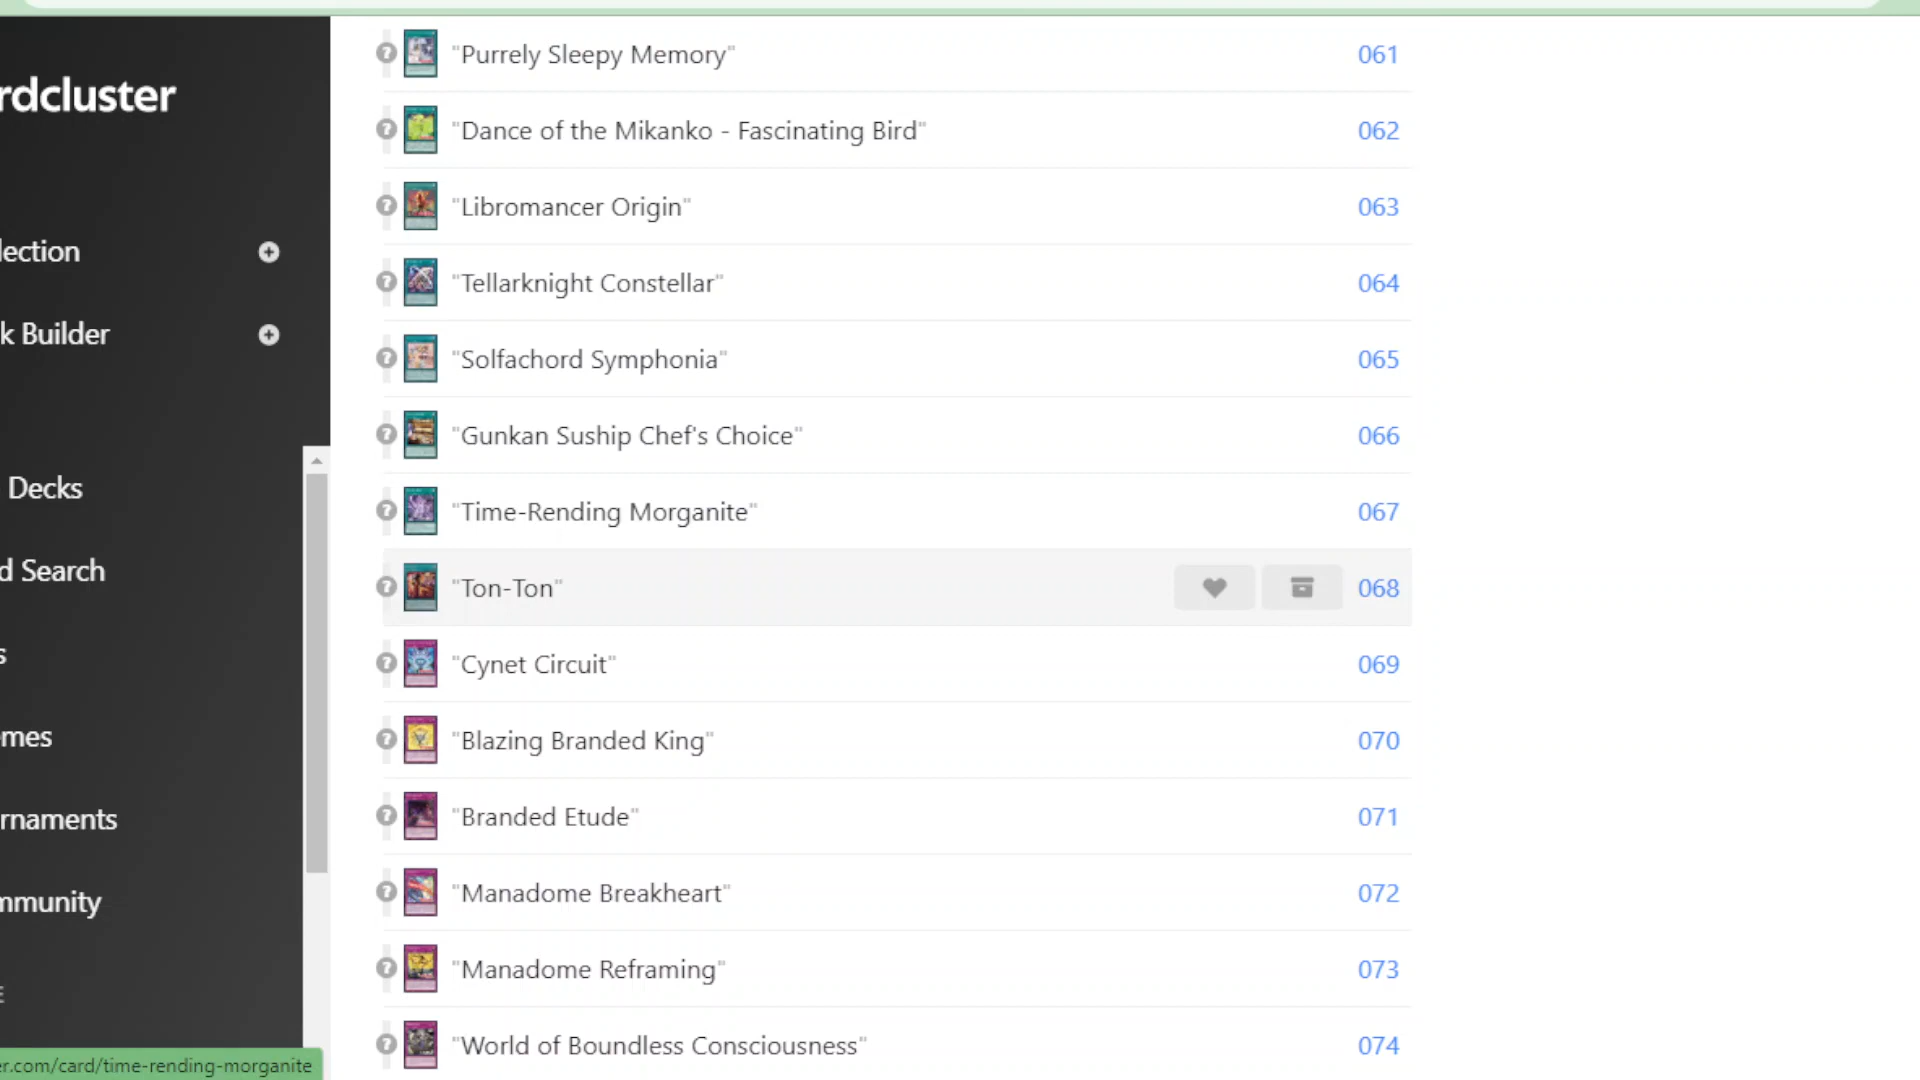 rdcluster
lection
k Builder
Decks
d Search
s
mes
rnaments
mmunity
E
er.com/card/time-rending-morganite
"Purrely Sleepy Memory" 061
"Dance of the Mikanko - Fascinating Bird" 062
"Libromancer Origin" 063
"Tellarknight Constellar" 064
"Solfachord Symphonia" 065
"Gunkan Suship Chef's Choice" 066
"Time-Rending Morganite" 067
"Ton-Ton" 068
"Cynet Circuit" 069
"Blazing Branded King" 070
"Branded Etude" 071
"Manadome Breakheart" 072
"Manadome Reframing" 073
"World of Boundless Consciousness" 074